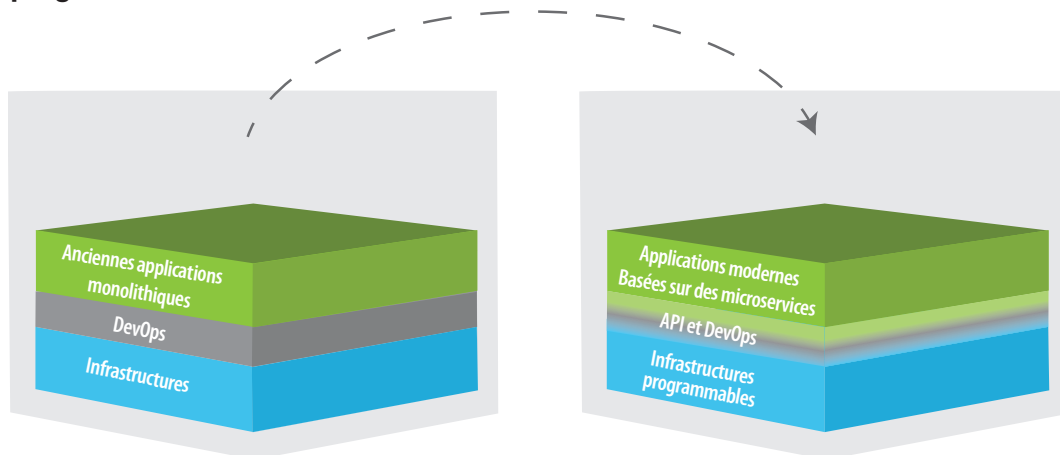 Anciennes applications
monolithiques
DevOps
Infrastructures
Applications modernes
Basées sur des microservices
API et DevOps
Infrastructures
programmables